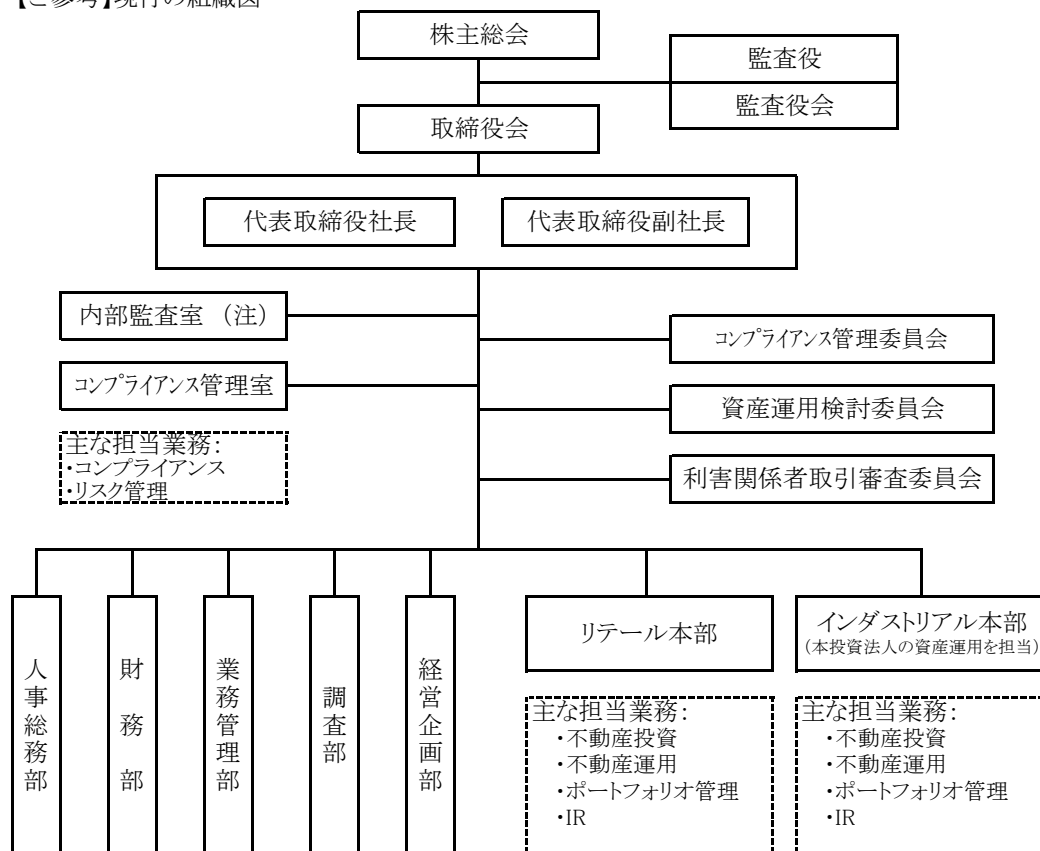 【ご参考】現行の組織図
株主総会
監査役
監査役会
取締役会
代表取締役社長
代表取締役副社長
内部監査室 (注)
コンプライアンス管理委員会
コンプライアンス管理室
資産運用検討委員会
主な担当業務:
・コンプライアンス
・リスク管理
利害関係者取引審査委員会
人事総務部
財務部
業務管理部
調査部
経営企画部
リテール本部
インダストリアル本部
(本投資法人の資産運用を担当)
主な担当業務:
・不動産投資
・不動産運用
・ポートフォリオ管理
・IR
主な担当業務:
・不動産投資
・不動産運用
・ポートフォリオ管理
・IR